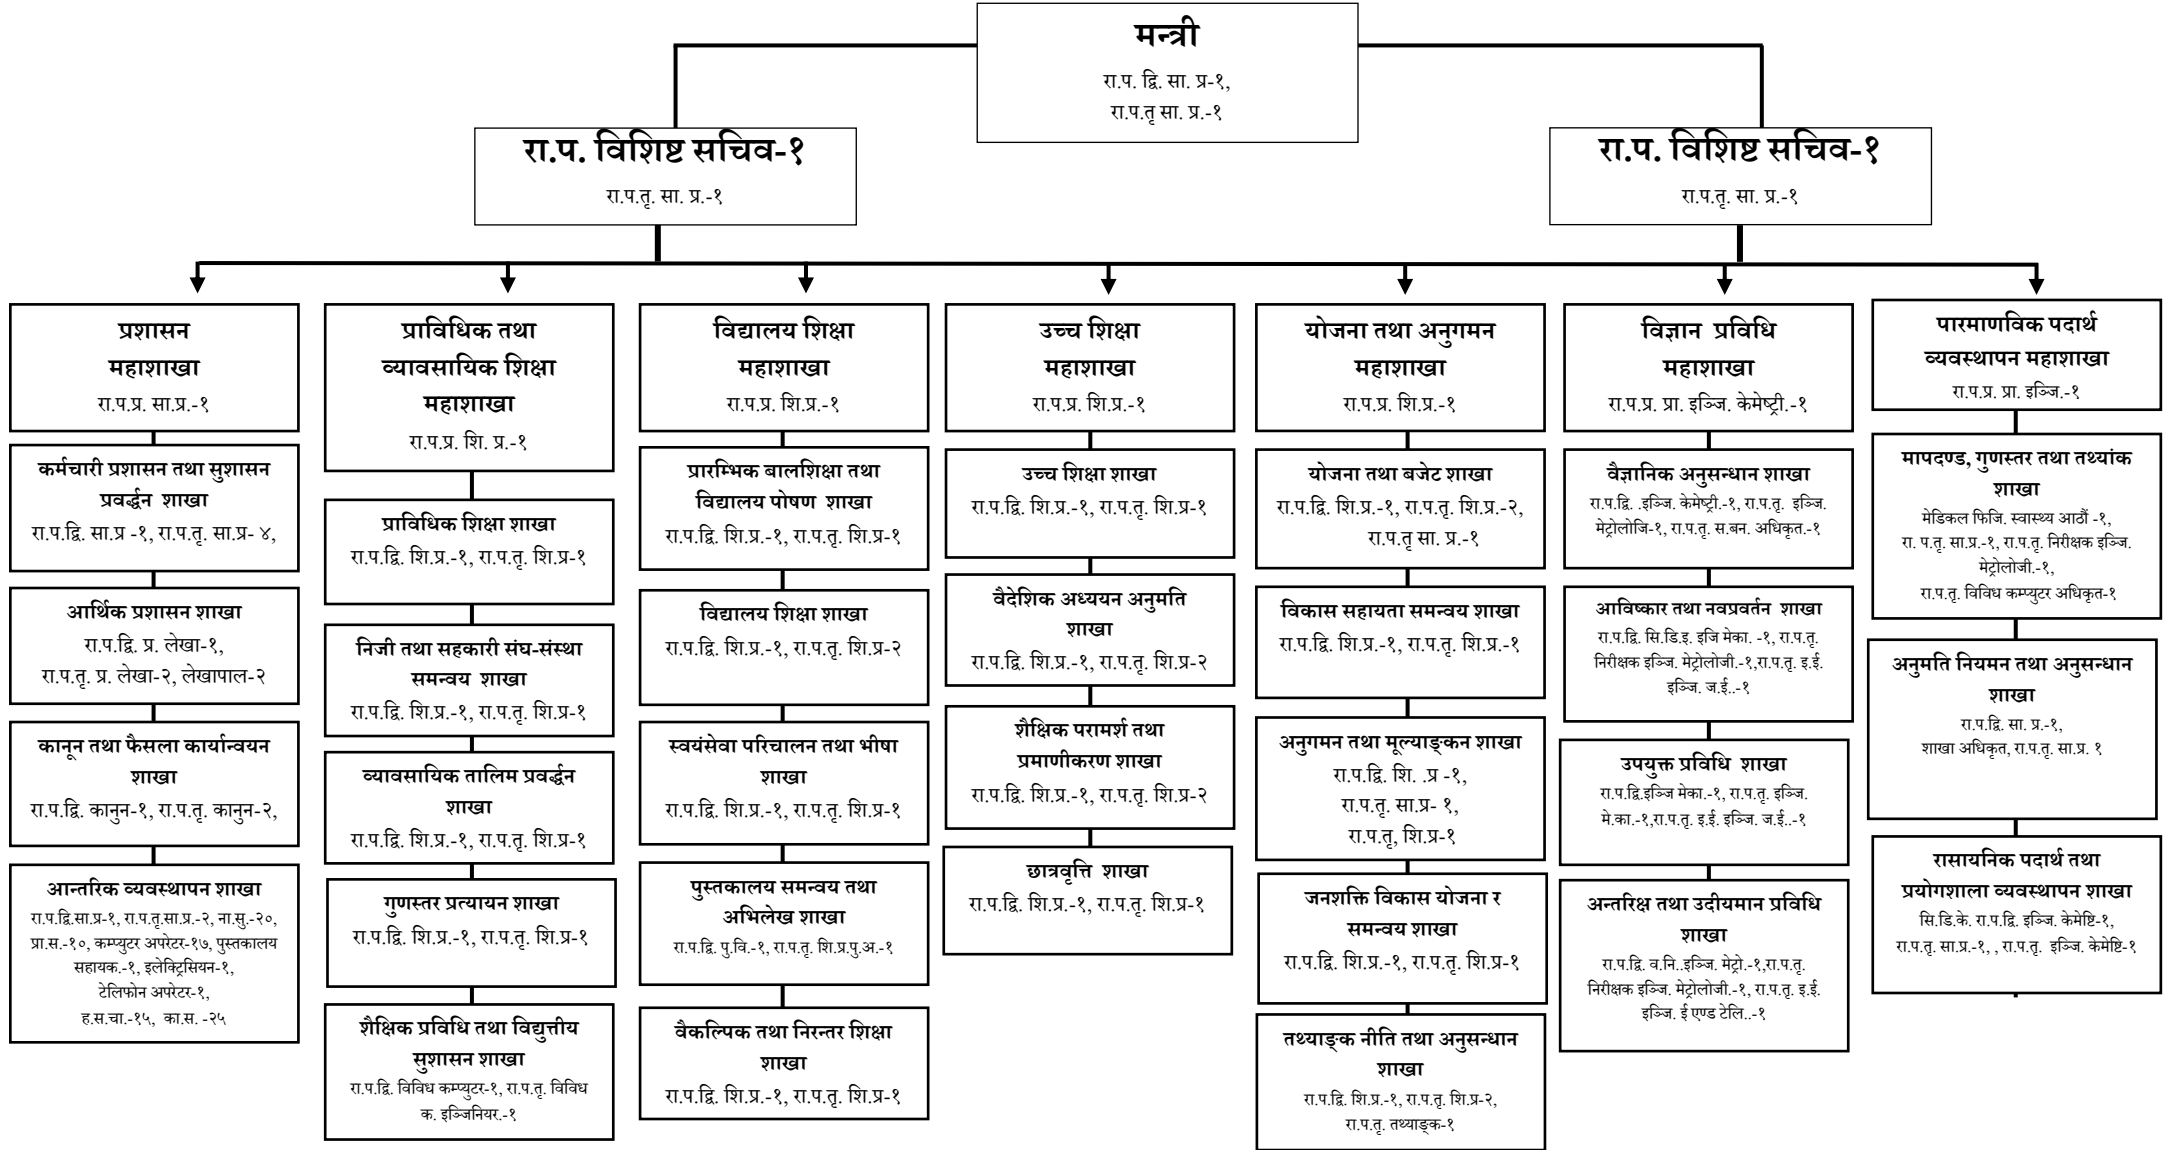 मन्त्री
रा.प. द्वि. सा. प्र-१,
रा.प.तृ सा. प्र.-१
रा.प. विशिष्ट सचिव-१
रा.प.तृ. सा. प्र.-१
रा.प. विशिष्ट सचिव-१
रा.प.तृ. सा. प्र.-१
प्रशासन
महाशाखा
रा.प.प्र. सा.प्र.-१
कर्मचारी प्रशासन तथा सुशासन
प्रवर्द्धन शाखा
रा.प.द्वि. सा.प्र -१, रा.प.तृ. सा.प्र- ४,
आर्थिक प्रशासन शाखा
रा.प.द्वि. प्र. लेखा-१,
रा.प.तृ. प्र. लेखा-२, लेखापाल-२
कानून तथा फैसला कार्यान्वयन
शाखा
रा.प.द्वि. कानुन-१, रा.प.तृ. कानुन-२,
आन्तरिक व्यवस्थापन शाखा
रा.प.द्वि.सा.प्र-१, रा.प.तृ.सा.प्र.-२, ना.सु.-२०,
प्रा.स.-१०, कम्प्युटर अपरेटर-१७, पुस्तकालय
सहायक.-१, इलेक्ट्रिसियन-१,
टेलिफोन अपरेटर-१,
ह.स.चा.-१५, का.स. -२५
प्राविधिक तथा
व्यावसायिक शिक्षा
महाशाखा
रा.प.प्र. शि. प्र.-१
प्राविधिक शिक्षा शाखा
रा.प.द्वि. शि.प्र.-१, रा.प.तृ. शि.प्र-१
निजी तथा सहकारी संघ-संस्था
समन्वय शाखा
रा.प.द्वि. शि.प्र.-१, रा.प.तृ. शि.प्र-१
व्यावसायिक तालिम प्रवर्द्धन
शाखा
रा.प.द्वि. शि.प्र.-१, रा.प.तृ. शि.प्र-१
गुणस्तर प्रत्यायन शाखा
रा.प.द्वि. शि.प्र.-१, रा.प.तृ. शि.प्र-१
शैक्षिक प्रविधि तथा विद्युत्तीय
सुशासन शाखा
रा.प.द्वि. विविध कम्प्युटर-१, रा.प.तृ. विविध
क. इञ्जिनियर.-१
विद्यालय शिक्षा
महाशाखा
रा.प.प्र. शि.प्र.-१
प्रारम्भिक बालशिक्षा तथा
विद्यालय पोषण शाखा
रा.प.द्वि. शि.प्र.-१, रा.प.तृ. शि.प्र-१
विद्यालय शिक्षा शाखा
रा.प.द्वि. शि.प्र.-१, रा.प.तृ. शि.प्र-२
स्वयंसेवा परिचालन तथा भीषा
शाखा
रा.प.द्वि. शि.प्र.-१, रा.प.तृ. शि.प्र-१
पुस्तकालय समन्वय तथा
अभिलेख शाखा
रा.प.द्वि. पु.वि.-१, रा.प.तृ. शि.प्र.पु.अ.-१
वैकल्पिक तथा निरन्तर शिक्षा
शाखा
रा.प.द्वि. शि.प्र.-१, रा.प.तृ. शि.प्र-१
उच्च शिक्षा
महाशाखा
रा.प.प्र. शि.प्र.-१
उच्च शिक्षा शाखा
रा.प.द्वि. शि.प्र.-१, रा.प.तृ. शि.प्र-१
वैदेशिक अध्ययन अनुमति
शाखा
रा.प.द्वि. शि.प्र.-१, रा.प.तृ. शि.प्र-२
शैक्षिक परामर्श तथा
प्रमाणीकरण शाखा
रा.प.द्वि. शि.प्र.-१, रा.प.तृ. शि.प्र-२
छात्रवृत्ति शाखा
रा.प.द्वि. शि.प्र.-१, रा.प.तृ. शि.प्र-१
योजना तथा अनुगमन
महाशाखा
रा.प.प्र. शि.प्र.-१
योजना तथा बजेट शाखा
रा.प.द्वि. शि.प्र.-१, रा.प.तृ. शि.प्र.-२,
रा.प.तृ सा. प्र.-१
विकास सहायता समन्वय शाखा
रा.प.द्वि. शि.प्र.-१, रा.प.तृ. शि.प्र.-१
अनुगमन तथा मूल्याङ्कन शाखा
रा.प.द्वि. शि. .प्र -१,
रा.प.तृ. सा.प्र- १,
रा.प.तृ, शि.प्र-१
जनशक्ति विकास योजना र
समन्वय शाखा
रा.प.द्वि. शि.प्र.-१, रा.प.तृ. शि.प्र-१
तथ्याङ्क नीति तथा अनुसन्धान
शाखा
रा.प.द्वि. शि.प्र.-१, रा.प.तृ. शि.प्र-२,
रा.प.तृ. तथ्याङ्क-१
विज्ञान प्रविधि
महाशाखा
रा.प.प्र. प्रा. इञ्जि. केमेष्ट्री.-१
वैज्ञानिक अनुसन्धान शाखा
रा.प.द्वि. .इञ्जि. केमेष्ट्री.-१, रा.प.तृ. इञ्जि.
मेट्रोलोजि-१, रा.प.तृ. स.बन. अधिकृत.-१
आविष्कार तथा नवप्रवर्तन शाखा
रा.प.द्वि. सि.डि.इ. इजि मेका. -१, रा.प.तृ.
निरीक्षक इञ्जि. मेट्रोलोजी.-१,रा.प.तृ. इ.ई.
इञ्जि. ज.ई..-१
उपयुक्त प्रविधि शाखा
रा.प.द्वि.इञ्जि मेका.-१, रा.प.तृ. इञ्जि.
मे.का.-१,रा.प.तृ. इ.ई. इञ्जि. ज.ई..-१
अन्तरिक्ष तथा उदीयमान प्रविधि
शाखा
रा.प.द्वि. व.नि..इञ्जि. मेट्रो.-१,रा.प.तृ.
निरीक्षक इञ्जि. मेट्रोलोजी.-१, रा.प.तृ. इ.ई.
इञ्जि. ई एण्ड टेलि..-१
पारमाणविक पदार्थ
व्यवस्थापन महाशाखा
रा.प.प्र. प्रा. इञ्जि.-१
मापदण्ड, गुणस्तर तथा तथ्यांक
शाखा
मेडिकल फिजि. स्वास्थ्य आठौं -१,
रा. प.तृ. सा.प्र.-१, रा.प.तृ. निरीक्षक इञ्जि.
मेट्रोलोजी.-१,
रा.प.तृ. विविध कम्प्युटर अधिकृत-१
अनुमति नियमन तथा अनुसन्धान
शाखा
रा.प.द्वि. सा. प्र.-१,
शाखा अधिकृत, रा.प.तृ. सा.प्र. १
रासायनिक पदार्थ तथा
प्रयोगशाला व्यवस्थापन शाखा
सि.डि.के. रा.प.द्वि. इञ्जि. केमेष्टि-१,
रा.प.तृ. सा.प्र.-१, , रा.प.तृ. इञ्जि. केमेष्टि-१